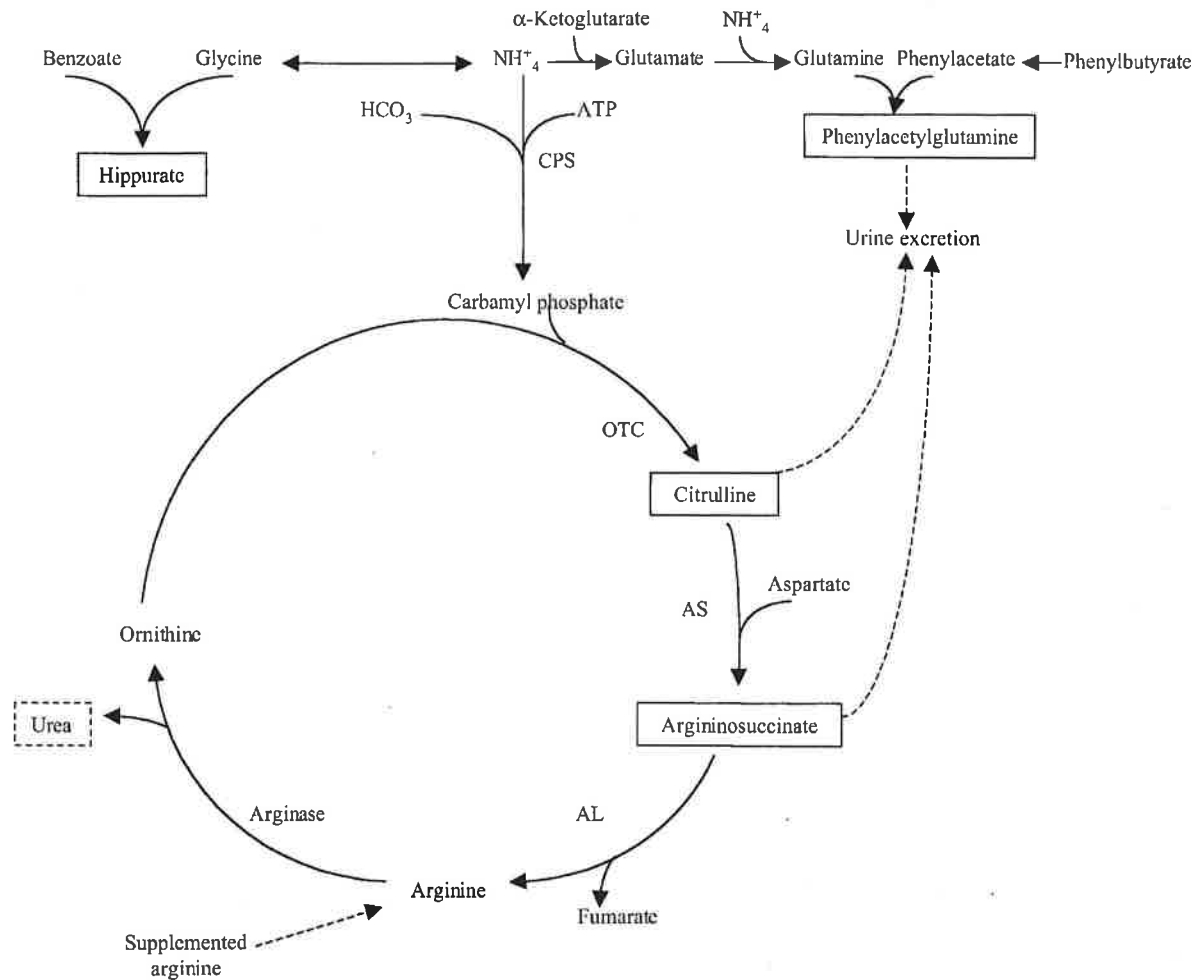 α-Ketoglutarate
NH⁺₄
Benzoate
Glycine
NH⁺₄
Glutamate
Glutamine
Phenylacetate
Phenylbutyrate
HCO₃
ATP
Phenylacetylglutamine
CPS
Hippurate
Urine excretion
Carbamyl phosphate
OTC
Citrulline
Aspartate
AS
Ornithine
Urea
Argininosuccinate
Arginase
AL
Arginine
Fumarate
Supplemented
arginine